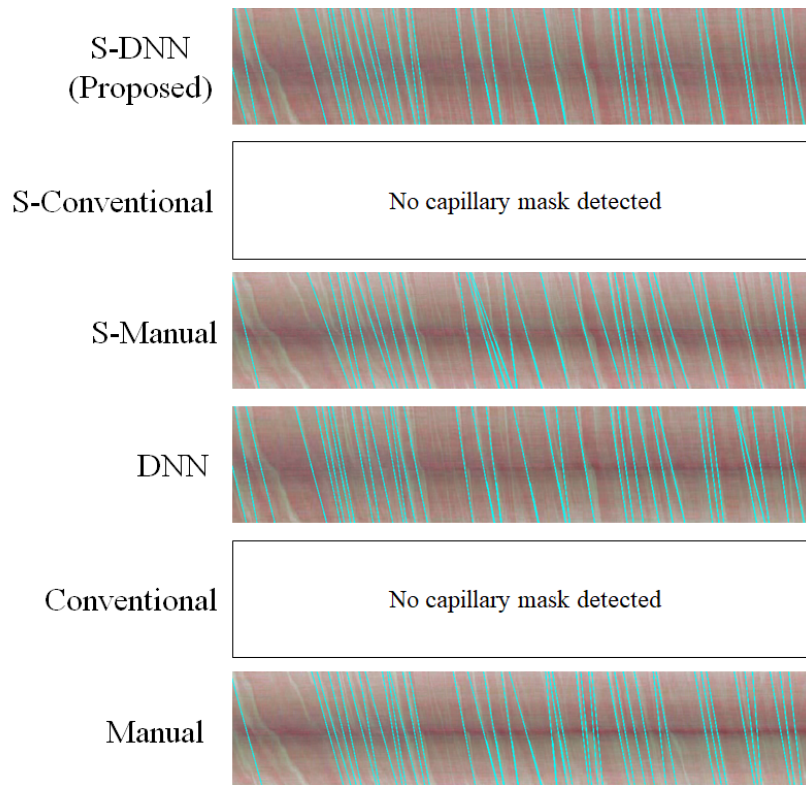 S-DNN
(Proposed)
S-Conventional
No capillary mask detected
S-Manual
DNN
Conventional
No capillary mask detected
Manual